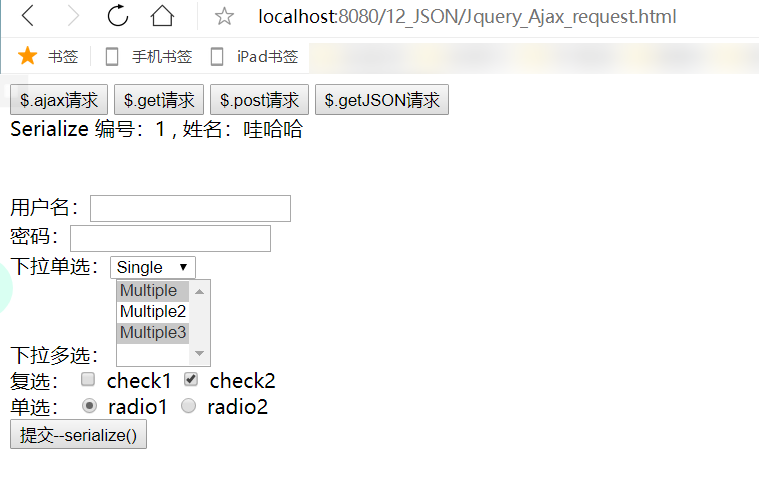 localhost:8080/12_JSON/Jquery_Ajax_request.html
书签 手机书签 iPad书签
$.ajax请求 $.get请求 $.post请求 $.getJSON请求
Serialize 编号：1 , 姓名：哇哈哈
用户名：
密码：
下拉单选： Single
Multiple
Multiple2
Multiple3
下拉多选：
复选： check1 check2
单选： radio1 radio2
提交--serialize()